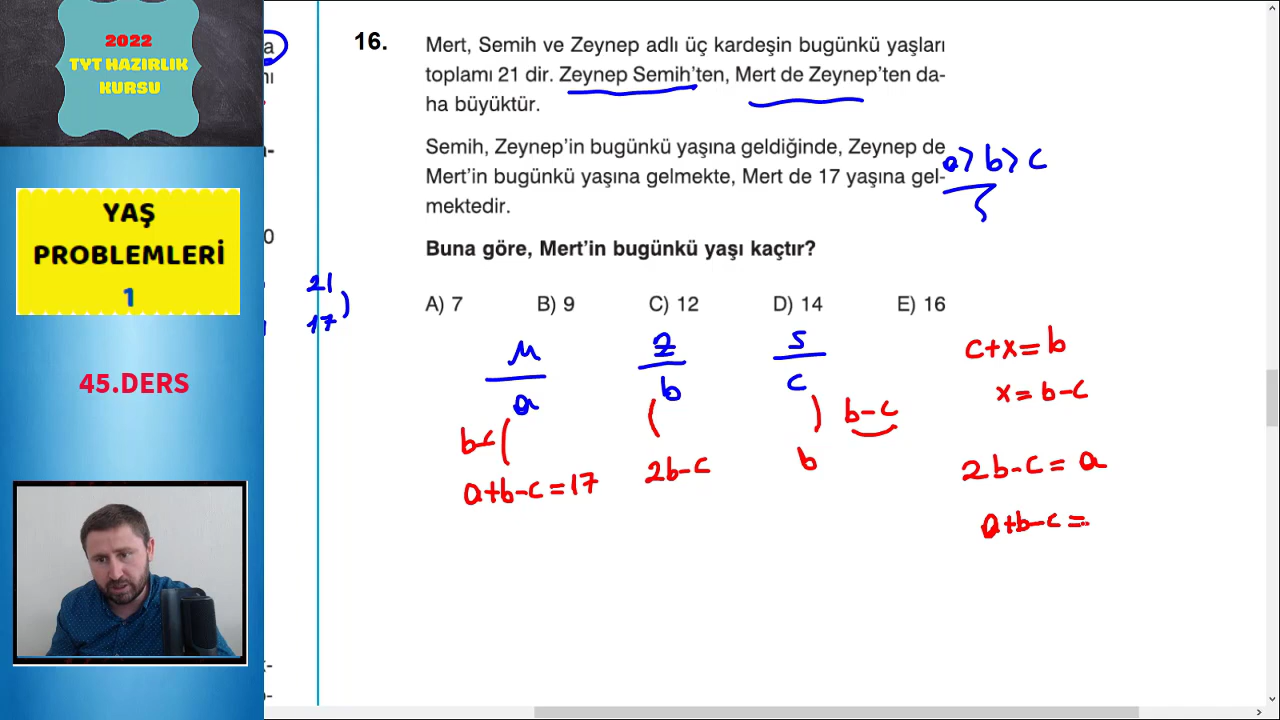 2022
TYT HAZIRLIK
KURSU
YAŞ
PROBLEMLERİ
1
45.DERS
a
0
21
17
16. Mert, Semih ve Zeynep adlı üç kardeşin bugünkü yaşları
toplamı 21 dir. Zeynep Semih'ten, Mert de Zeynep'ten da-
ha büyüktür.
Semih, Zeynep'in bugünkü yaşına geldiğinde, Zeynep de
Mert'in bugünkü yaşına gelmekte, Mert de 17 yaşına gel-
mektedir.
a > b > c
Buna göre, Mert'in bugünkü yaşı kaçtır?
A) 7 B) 9 C) 12 D) 14 E) 16
M Z S
a b c
b-c b-c
a+b-c=17 2b-c b
c+x=b
x=b-c
2b-c=a
a+b-c=